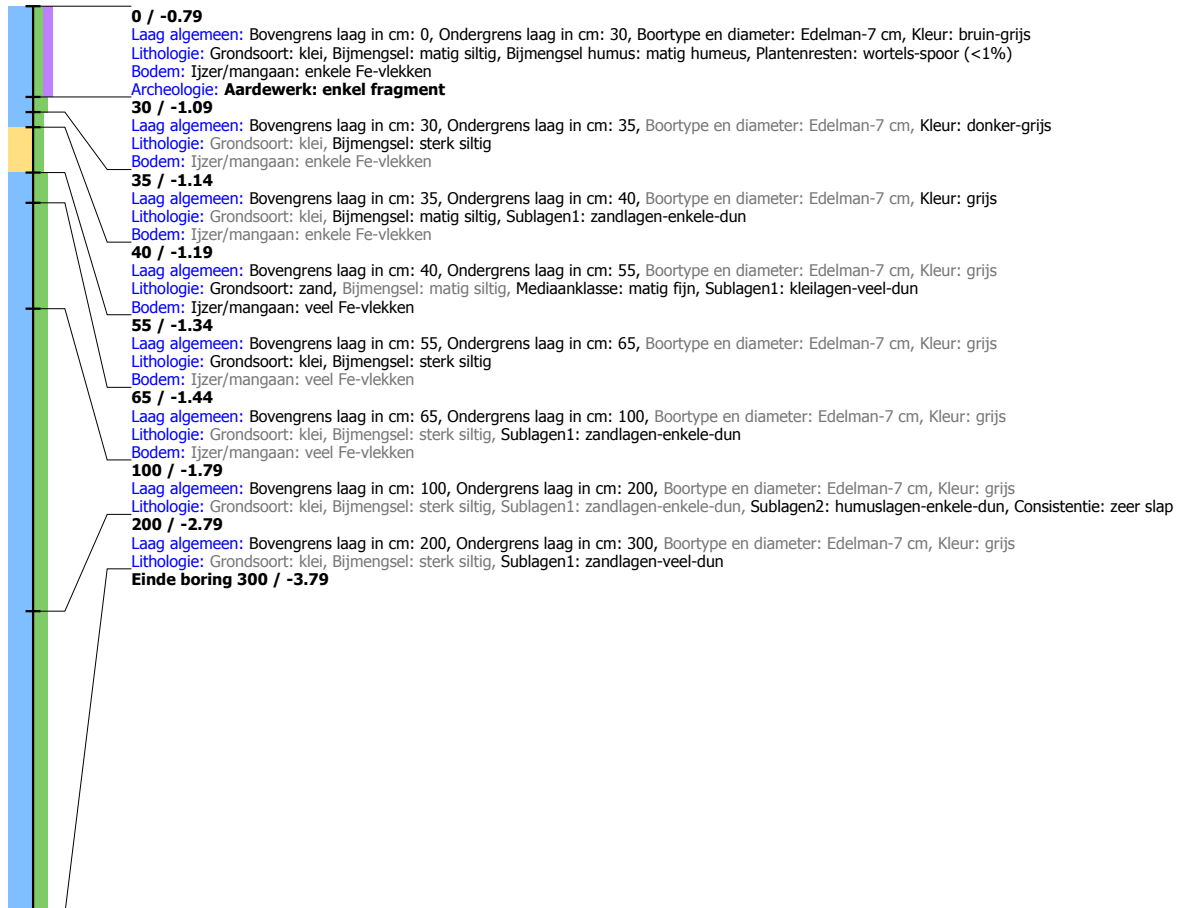 0 / -0.79
Laag algemeen: Bovengrens laag in cm: 0, Ondergrens laag in cm: 30, Boortype en diameter: Edelman-7 cm, Kleur: bruin-grijs
Lithologie: Grondsoort: klei, Bijmengsel: matig siltig, Bijmengsel humus: matig humeus, Plantenresten: wortels-spoor (<1%)
Bodem: Ijzer/mangaan: enkele Fe-vlekken
Archeologie: Aardewerk: enkel fragment
30 / -1.09
Laag algemeen: Bovengrens laag in cm: 30, Ondergrens laag in cm: 35, Boortype en diameter: Edelman-7 cm, Kleur: donker-grijs
Lithologie: Grondsoort: klei, Bijmengsel: sterk siltig
Bodem: Ijzer/mangaan: enkele Fe-vlekken
35 / -1.14
Laag algemeen: Bovengrens laag in cm: 35, Ondergrens laag in cm: 40, Boortype en diameter: Edelman-7 cm, Kleur: grijs
Lithologie: Grondsoort: klei, Bijmengsel: matig siltig, Sublagen1: zandlagen-enkele-dun
Bodem: Ijzer/mangaan: enkele Fe-vlekken
40 / -1.19
Laag algemeen: Bovengrens laag in cm: 40, Ondergrens laag in cm: 55, Boortype en diameter: Edelman-7 cm, Kleur: grijs
Lithologie: Grondsoort: zand, Bijmengsel: matig siltig, Mediaanklasse: matig fijn, Sublagen1: kleilagen-veel-dun
Bodem: Ijzer/mangaan: veel Fe-vlekken
55 / -1.34
Laag algemeen: Bovengrens laag in cm: 55, Ondergrens laag in cm: 65, Boortype en diameter: Edelman-7 cm, Kleur: grijs
Lithologie: Grondsoort: klei, Bijmengsel: sterk siltig
Bodem: Ijzer/mangaan: veel Fe-vlekken
65 / -1.44
Laag algemeen: Bovengrens laag in cm: 65, Ondergrens laag in cm: 100, Boortype en diameter: Edelman-7 cm, Kleur: grijs
Lithologie: Grondsoort: klei, Bijmengsel: sterk siltig, Sublagen1: zandlagen-enkele-dun
Bodem: Ijzer/mangaan: veel Fe-vlekken
100 / -1.79
Laag algemeen: Bovengrens laag in cm: 100, Ondergrens laag in cm: 200, Boortype en diameter: Edelman-7 cm, Kleur: grijs
Lithologie: Grondsoort: klei, Bijmengsel: sterk siltig, Sublagen1: zandlagen-enkele-dun, Sublagen2: humuslagen-enkele-dun, Consistentie: zeer slap
200 / -2.79
Laag algemeen: Bovengrens laag in cm: 200, Ondergrens laag in cm: 300, Boortype en diameter: Edelman-7 cm, Kleur: grijs
Lithologie: Grondsoort: klei, Bijmengsel: sterk siltig, Sublagen1: zandlagen-veel-dun
Einde boring 300 / -3.79